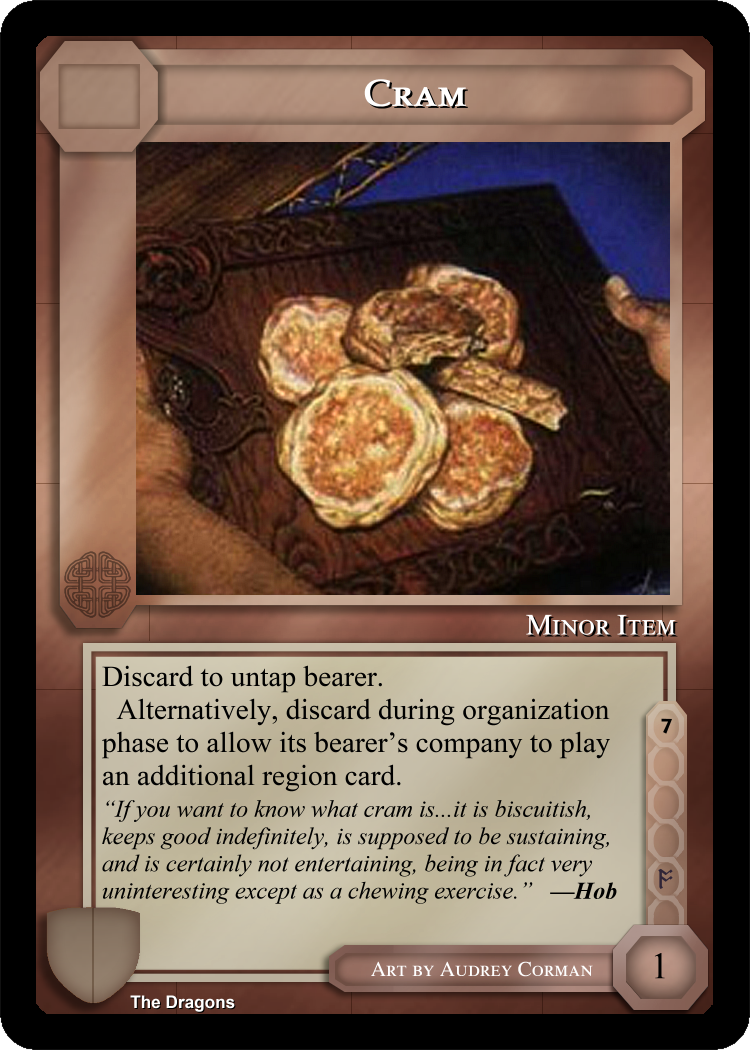 Cram
Minor Item
Discard to untap bearer.
Alternatively, discard during organization
phase to allow its bearer’s company to play
an additional region card.
“If you want to know what cram is...it is biscuitish,
keeps good indefinitely, is supposed to be sustaining,
and is certainly not entertaining, being in fact very
uninteresting except as a chewing exercise.” —Hob
7
Art by Audrey Corman
1
The Dragons